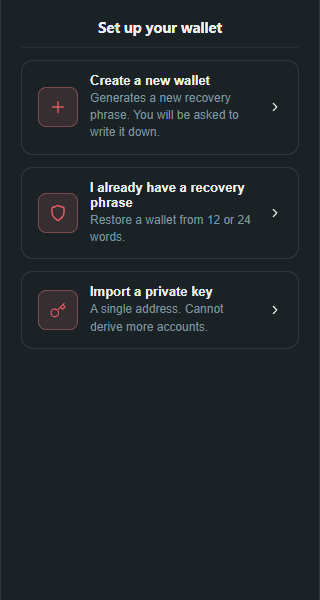 Set up your wallet
Create a new wallet
Generates a new recovery
phrase. You will be asked to
write it down.
I already have a recovery
phrase
Restore a wallet from 12 or 24
words.
Import a private key
A single address. Cannot
derive more accounts.